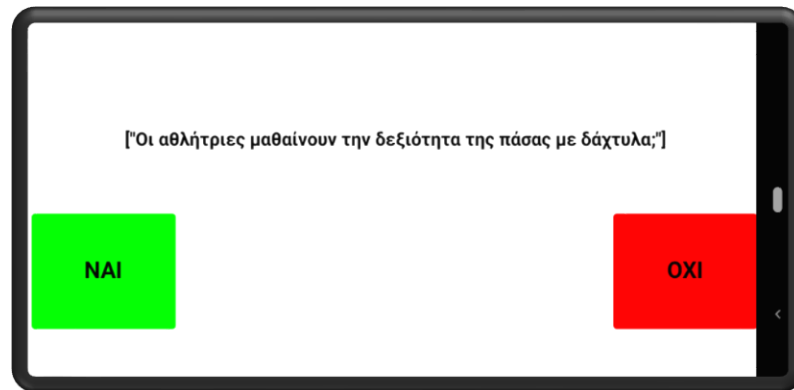 ["Οι αθλήτριες μαθαίνουν την δεξιότητα της πάσας με δάχτυλα;"]
ΝΑΙ
ΟΧΙ